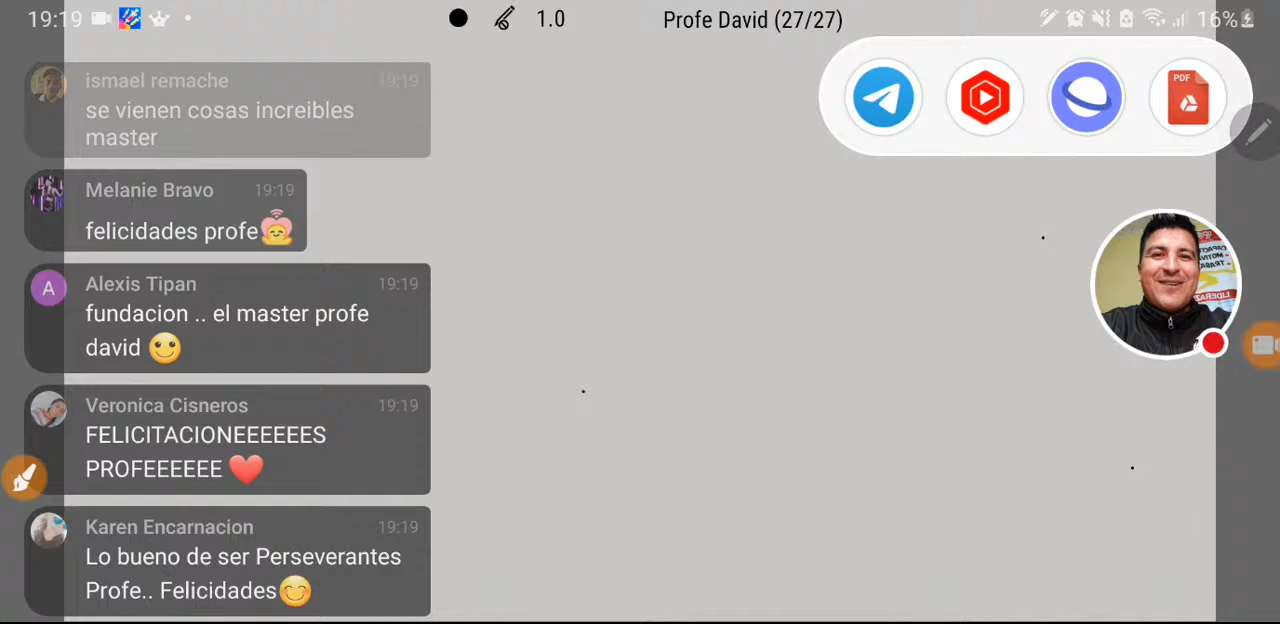 19:19
1.0
Profe David (27/27)
16%
ismael remache 19:19
se vienen cosas increibles
master
PDF
Melanie Bravo 19:19
felicidades profe
Alexis Tipan 19:19
fundacion .. el master profe
david
A
Veronica Cisneros 19:19
FELICITACIONEEEEEES
PROFEEEEEE
Karen Encarnacion 19:19
Lo bueno de ser Perseverantes
Profe.. Felicidades